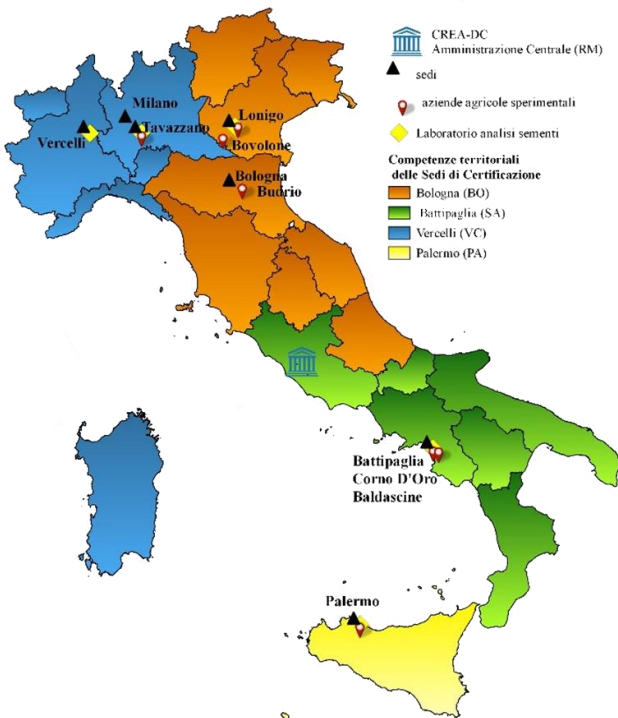 CREA-DC
Amministrazione Centrale (RM)
sedi
aziende agricole sperimentali
Laboratorio analisi sementi
Competenze territoriali
delle Sedi di Certificazione
Bologna (BO)
Battipaglia (SA)
Vercelli (VC)
Palermo (PA)
Milano
Tavazzano
Vercelli
Lonigo
Bovolone
Bologna
Budrio
Battipaglia
Corno D'Oro
Baldascine
Palermo